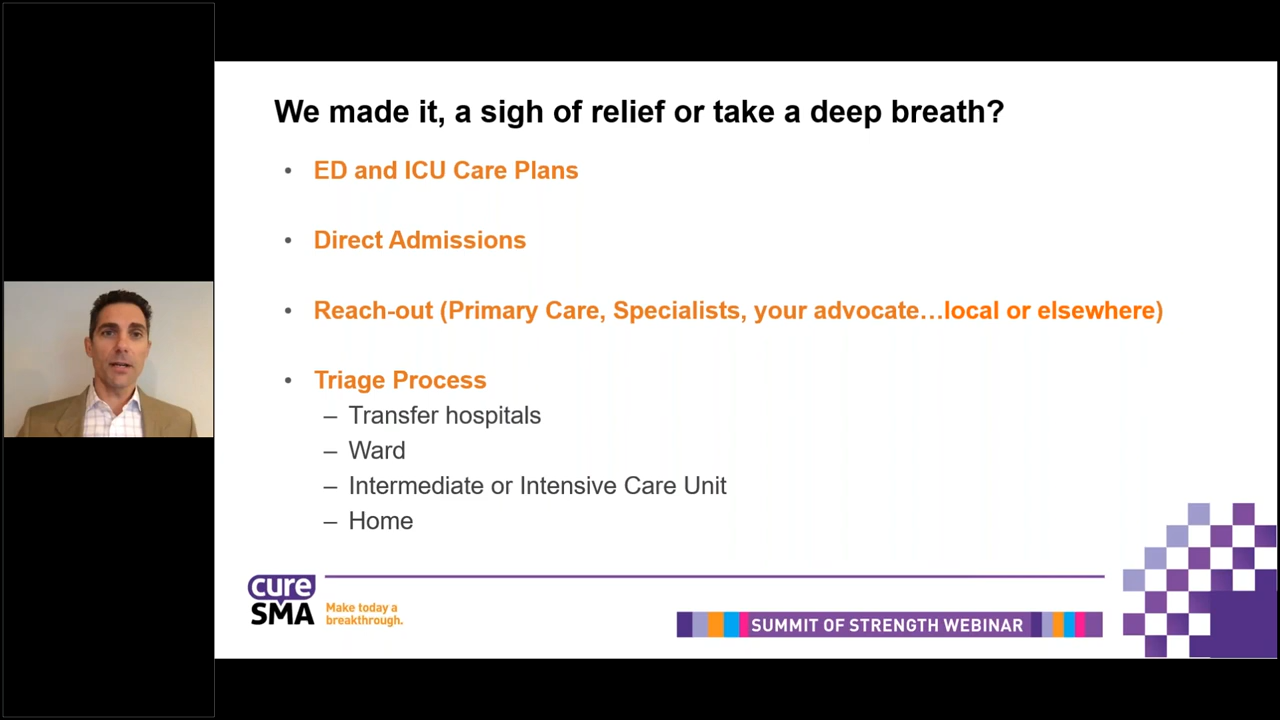 We made it, a sigh of relief or take a deep breath?
• ED and ICU Care Plans
• Direct Admissions
• Reach-out (Primary Care, Specialists, your advocate…local or elsewhere)
• Triage Process
– Transfer hospitals
– Ward
– Intermediate or Intensive Care Unit
– Home
cure
SMA
Make today a
breakthrough.
SUMMIT OF STRENGTH WEBINAR